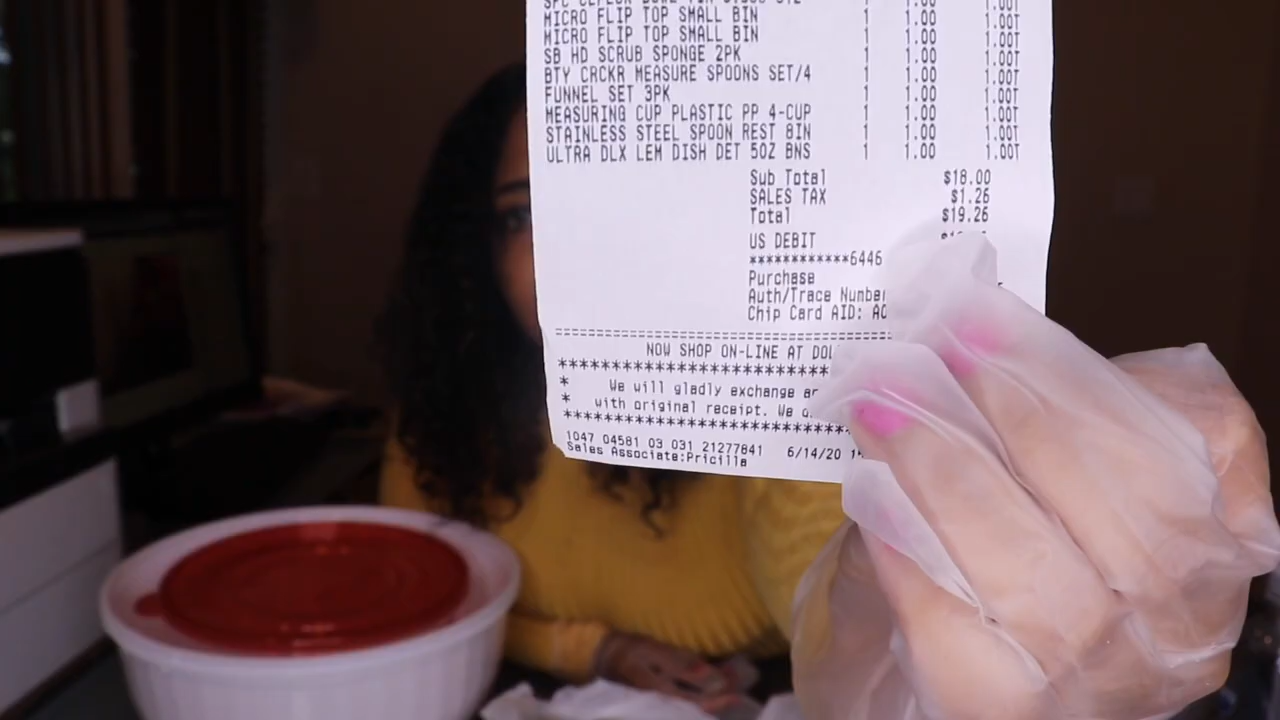 MICRO FLIP TOP SMALL BIN 1 1.00 1.00T
MICRO FLIP TOP SMALL BIN 1 1.00 1.00T
SB HD SCRUB SPONGE 2PK 1 1.00 1.00T
BTY CRCKR MEASURE SPOONS SET/4 1 1.00 1.00T
FUNNEL SET 3PK 1 1.00 1.00T
MEASURING CUP PLASTIC PP 4-CUP 1 1.00 1.00T
STAINLESS STEEL SPOON REST 8IN 1 1.00 1.00T
ULTRA DLX LEM DISH DET 5OZ BNS 1 1.00 1.00T
Sub Total $18.00
SALES TAX $1.26
Total $19.26
US DEBIT
************6446
Purchase
Auth/Trace Number
Chip Card AID: A0
NOW SHOP ON-LINE AT DOL
We will gladly exchange
with original receipt. We
1047 04581 03 031 21277841 6/14/20
Sales Associate:Pricilla